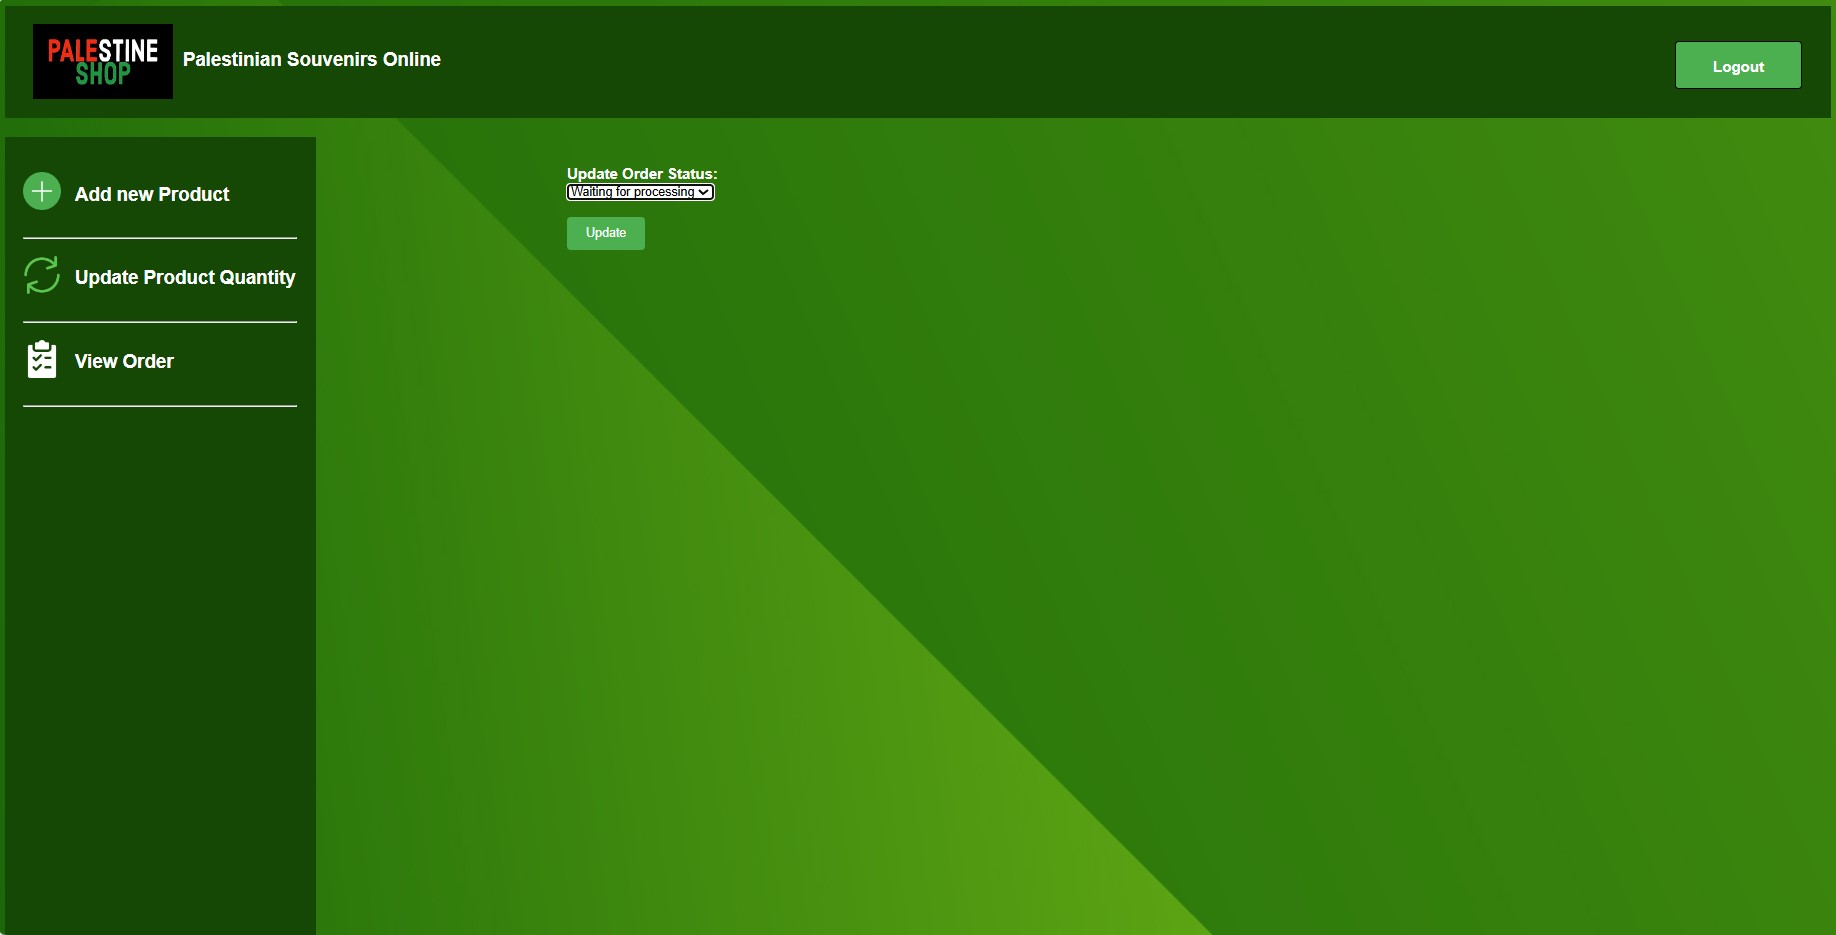 PALESTINE
SHOP
Palestinian Souvenirs Online
Logout
Add new Product
Update Product Quantity
View Order
Update Order Status:
Waiting for processing
Update